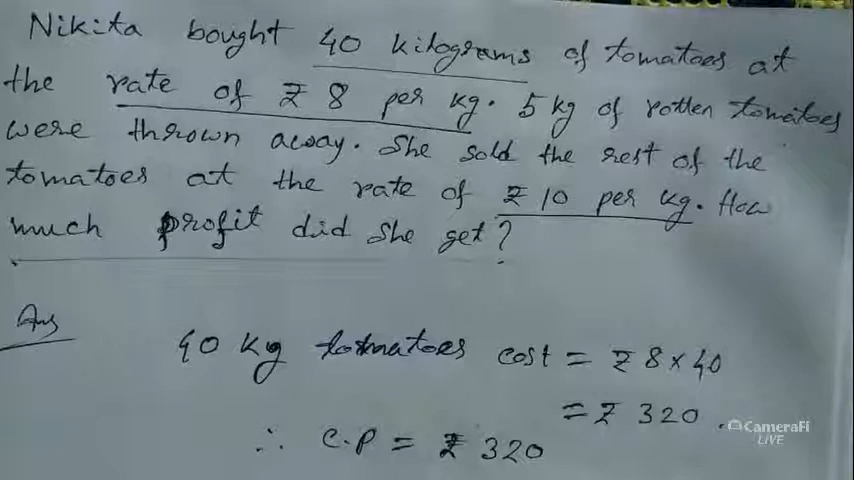 Nikita bought 40 kilograms of tomatoes at
the rate of ₹ 8 per kg. 5 kg of rotten tomatoes
were thrown away. She sold the rest of the
tomatoes at the rate of ₹ 10 per kg. How
much profit did she get?
Ans
40 kg tomatoes cost = ₹ 8 × 40
= ₹ 320.
∴ C.P = ₹ 320
CameraFi
LIVE